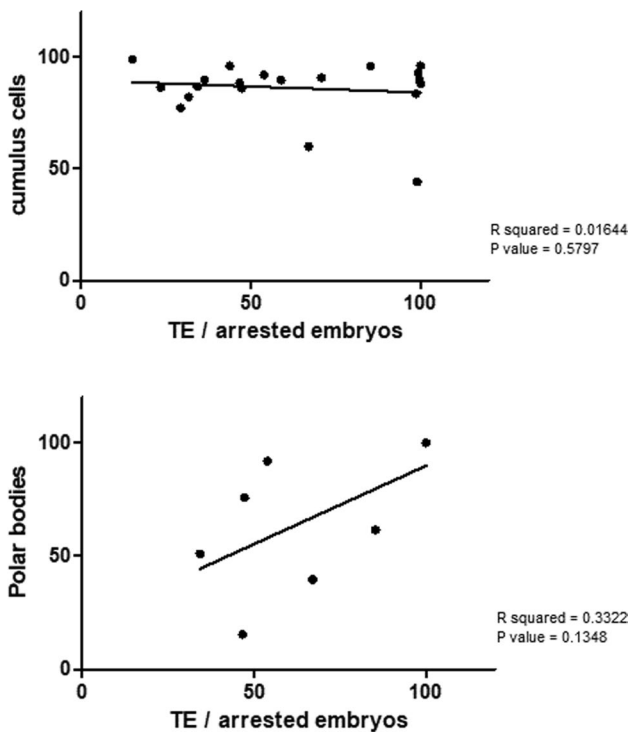 100
cumulus cells
50
R squared = 0.01644
P value = 0.5797
0
0 50 100
TE / arrested embryos
100
Polar bodies
50
R squared = 0.3322
P value = 0.1348
0
0 50 100
TE / arrested embryos